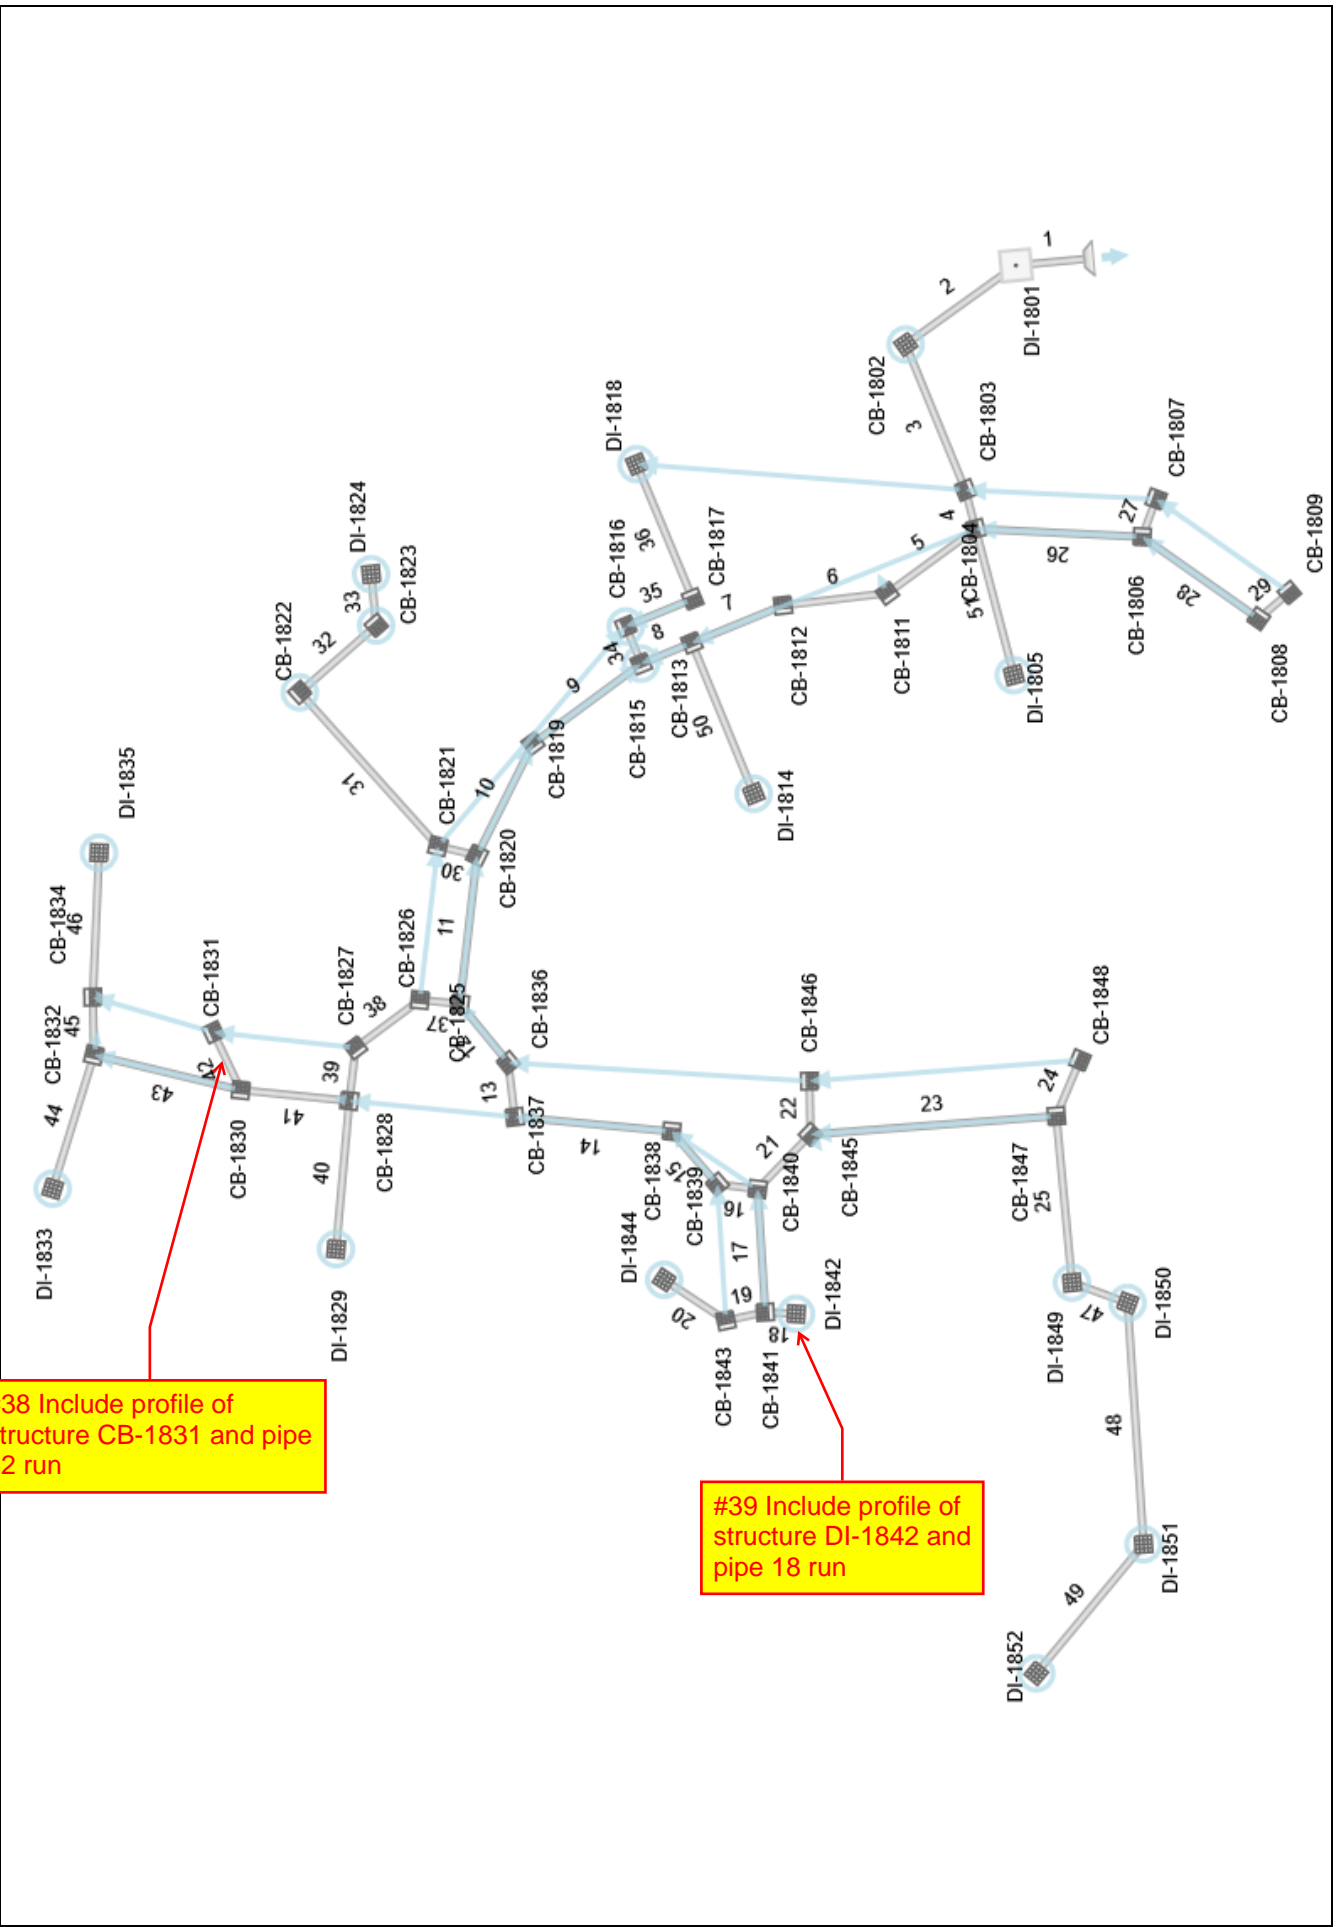 1
2
DI-1801
CB-1802
3
CB-1803
DI-1818
4
CB-1807
CB-1804
5
27
36
CB-1816
CB-1817
26
CB-1809
DI-1824
33
CB-1823
35
6
7
51
CB-1806
28
29
CB-1822
32
8
34
CB-1813
CB-1812
CB-1811
DI-1805
CB-1808
9
CB-1815
50
CB-1819
31
DI-1835
CB-1821
10
DI-1814
30
CB-1820
CB-1834
46
CB-1831
CB-1826
11
CB-1827
38
37
CB-1825
12
CB-1836
CB-1832
45
CB-1846
CB-1848
42
39
13
22
24
43
44
41
23
CB-1830
CB-1828
CB-1837
14
21
40
CB-1838
15
CB-1839
16
CB-1840
CB-1845
CB-1847
25
DI-1833
DI-1844
17
DI-1829
20
19
18
DI-1842
47
DI-1850
DI-1849
CB-1843
CB-1841
48
38 Include profile of
tructure CB-1831 and pipe
2 run
#39 Include profile of
structure DI-1842 and
pipe 18 run
DI-1851
49
DI-1852